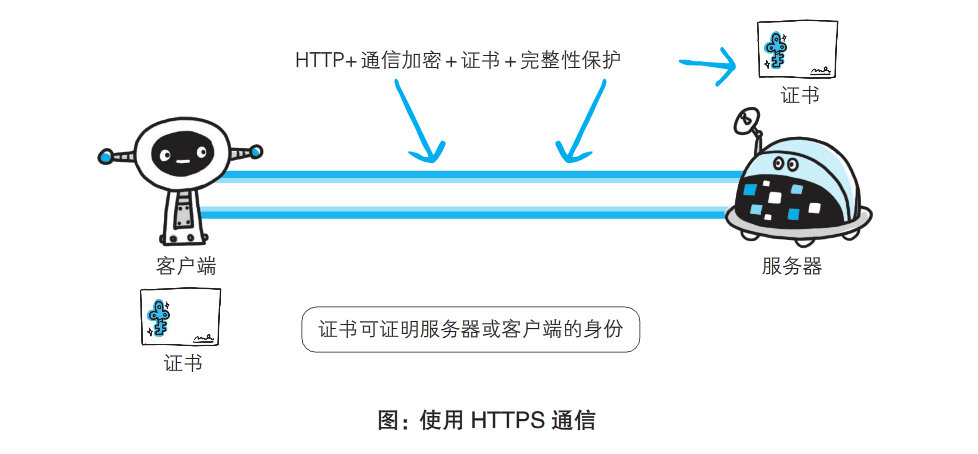 HTTP+ 通信加密 + 证书 + 完整性保护
证书
客户端
服务器
证书
证书可证明服务器或客户端的身份
图：使用 HTTPS 通信